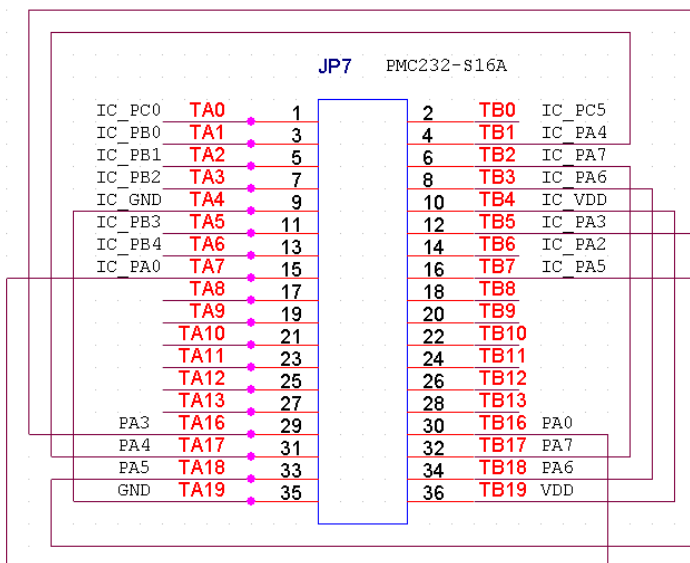 JP7 PMC232-S16A
IC_PC0 TA0 1 2 TB0 IC_PC5
IC_PB0 TA1 3 4 TB1 IC_PA4
IC_PB1 TA2 5 6 TB2 IC_PA7
IC_PB2 TA3 7 8 TB3 IC_PA6
IC_GND TA4 9 10 TB4 IC_VDD
IC_PB3 TA5 11 12 TB5 IC_PA3
IC_PB4 TA6 13 14 TB6 IC_PA2
IC_PA0 TA7 15 16 TB7 IC_PA5
TA8 17 18 TB8
TA9 19 20 TB9
TA10 21 22 TB10
TA11 23 24 TB11
TA12 25 26 TB12
TA13 27 28 TB13
PA3 TA16 29 30 TB16 PA0
PA4 TA17 31 32 TB17 PA7
PA5 TA18 33 34 TB18 PA6
GND TA19 35 36 TB19 VDD